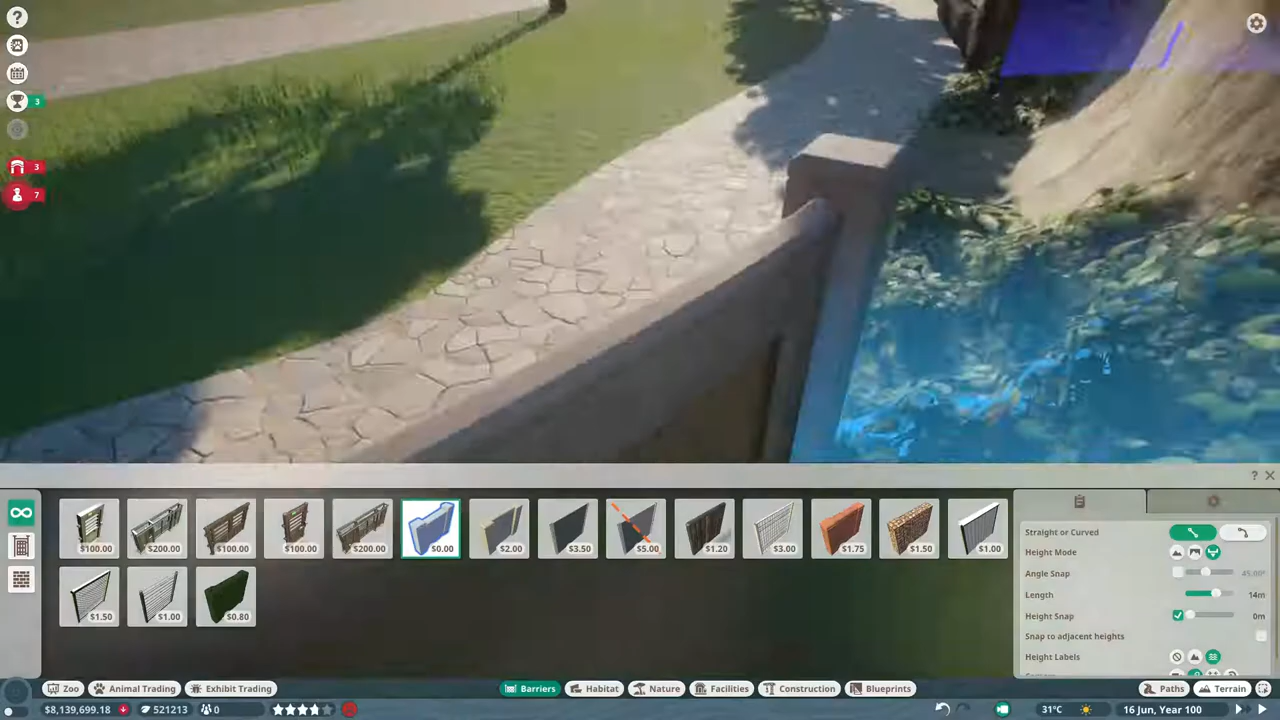 ?
3
3
7
? ×
$100.00 $200.00 $100.00 $100.00 $200.00 $0.00 $2.00 $3.50 $5.00 $1.20 $3.00 $1.75 $1.50 $1.00
$1.50 $1.00 $0.80
Straight or Curved
Height Mode
Angle Snap 45.00°
Length 14m
Height Snap 0m
Snap to adjacent heights
Height Labels
Zoo Animal Trading Exhibit Trading Barriers Habitat Nature Facilities Construction Blueprints Paths Terrain
$8,139,699.18 521213 0 31°C 16 Jun, Year 100